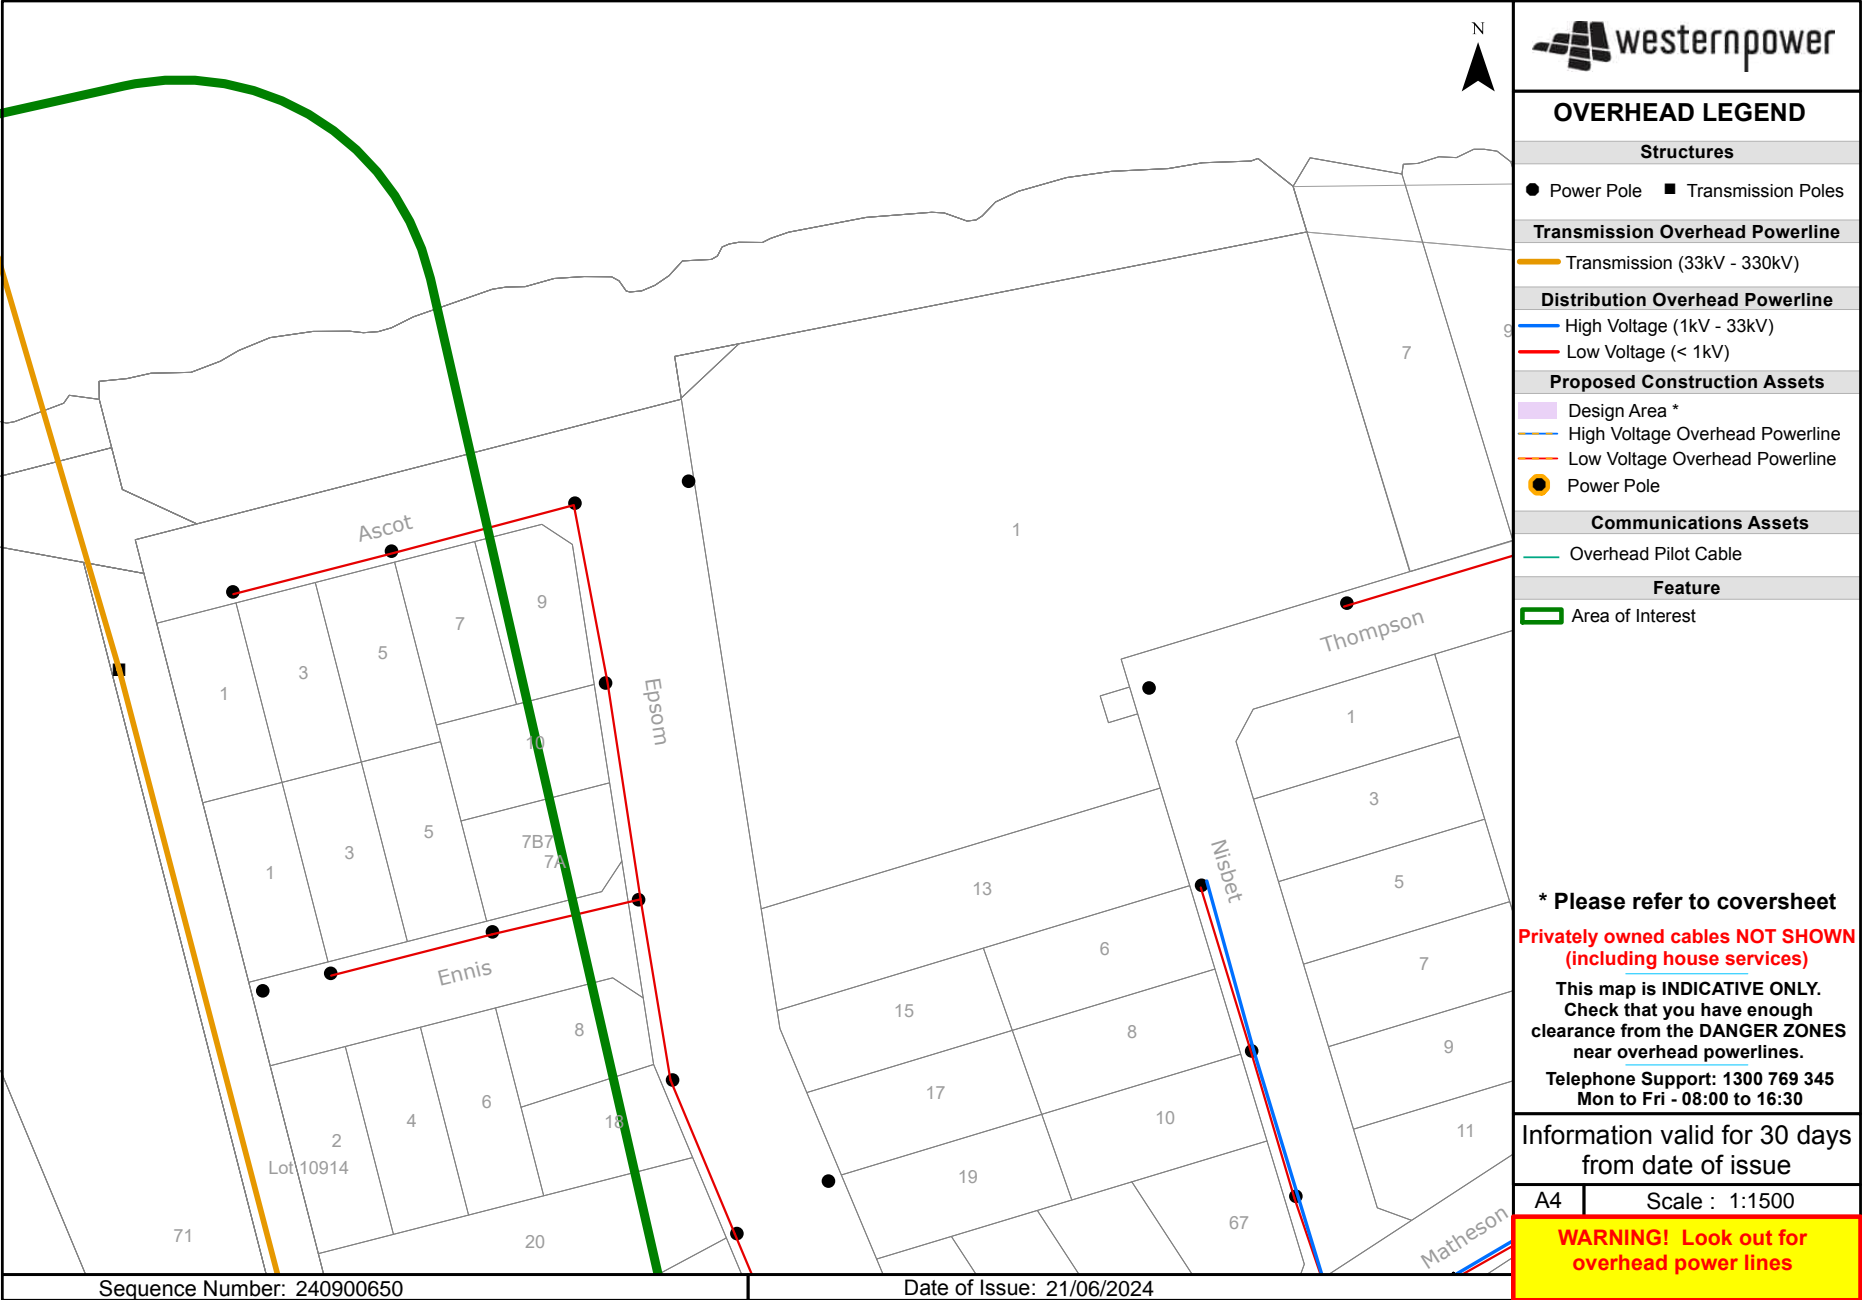 N
westernpower
OVERHEAD LEGEND
Structures
Power Pole
Transmission Poles
Transmission Overhead Powerline
Transmission (33kV - 330kV)
Distribution Overhead Powerline
High Voltage (1kV - 33kV)
Low Voltage (< 1kV)
Proposed Construction Assets
Design Area *
High Voltage Overhead Powerline
Low Voltage Overhead Powerline
Power Pole
Communications Assets
Overhead Pilot Cable
Feature
Area of Interest
* Please refer to coversheet
Privately owned cables NOT SHOWN
(including house services)
This map is INDICATIVE ONLY.
Check that you have enough
clearance from the DANGER ZONES
near overhead powerlines.
Telephone Support: 1300 769 345
Mon to Fri - 08:00 to 16:30
Information valid for 30 days
from date of issue
A4
Scale : 1:1500
WARNING! Look out for
overhead power lines
Ascot
Epsom
Ennis
Thompson
Nisbet
Matheson
1
3
5
7
9
10
1
3
5
7B7
7A
8
2
4
6
18
Lot 10914
71
20
1
7
9
13
15
6
17
8
19
10
67
1
3
5
7
9
11
Sequence Number: 240900650
Date of Issue: 21/06/2024